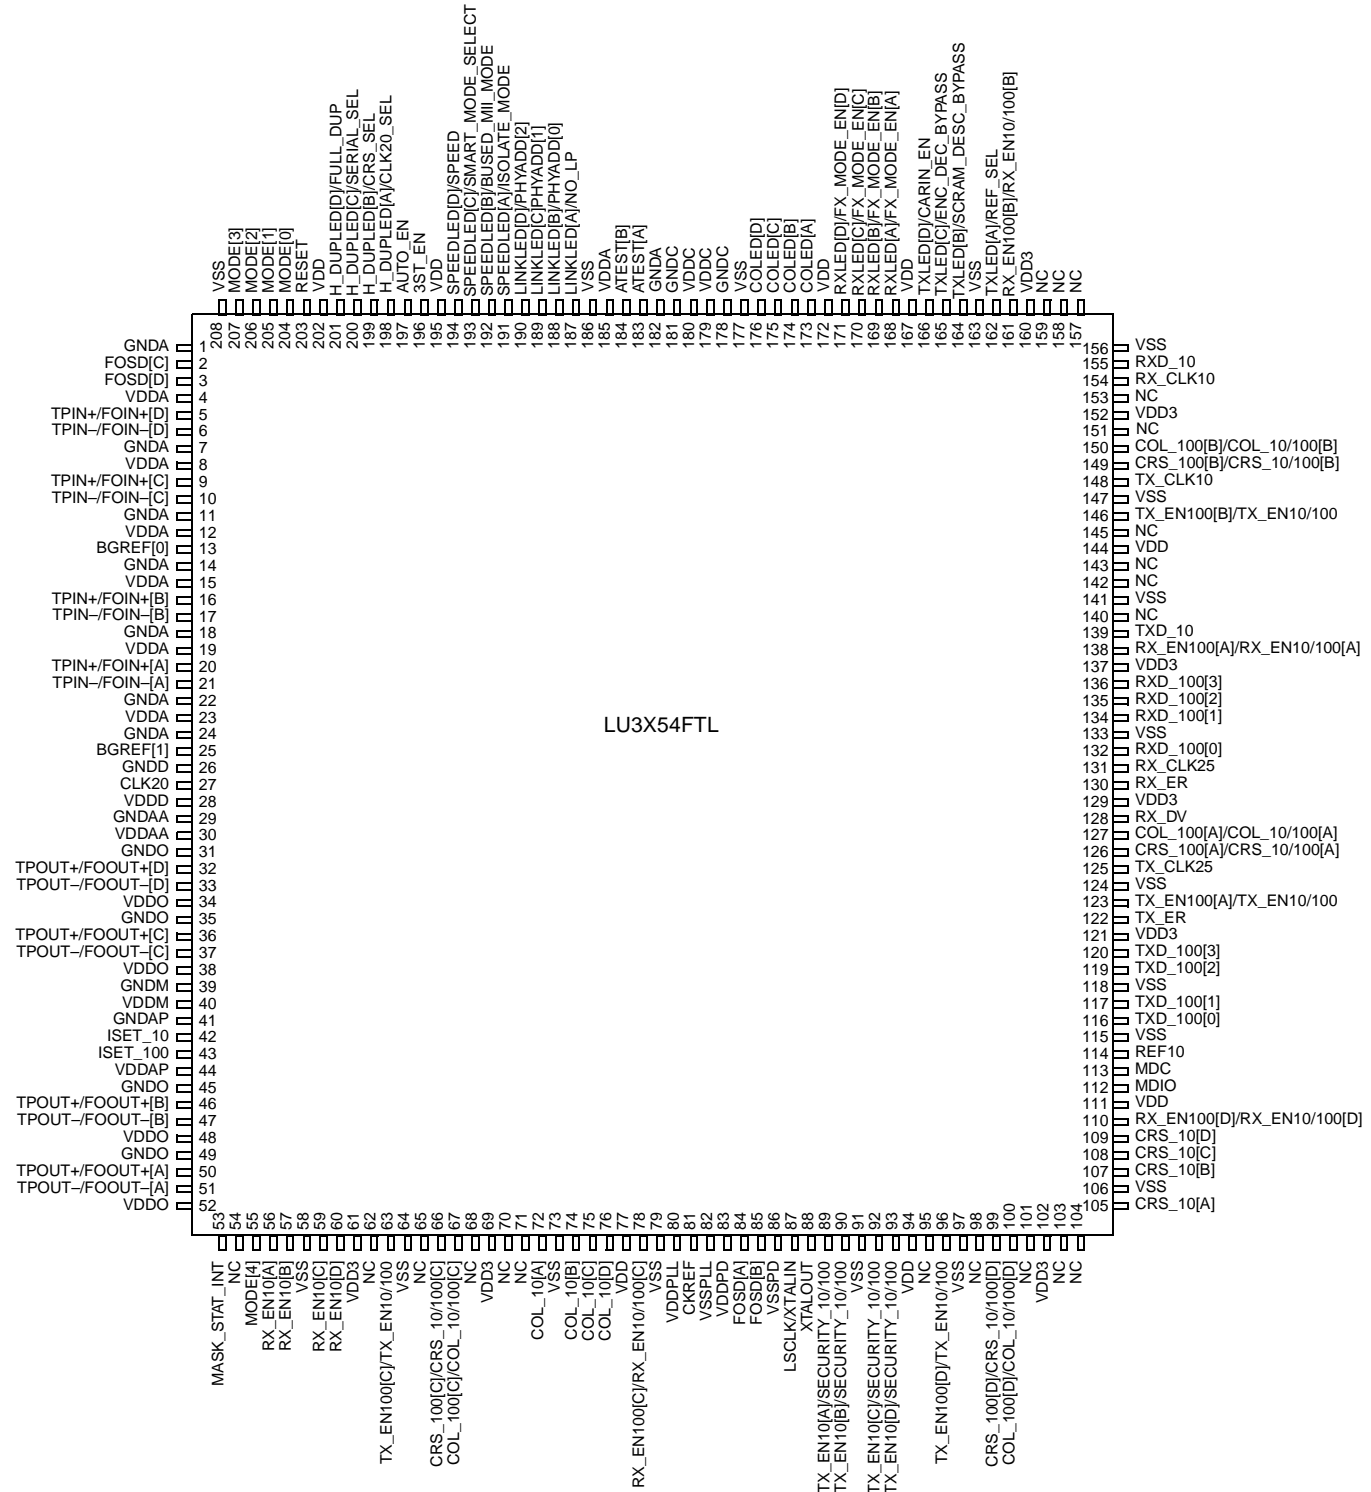 VSS
MODE[3]
MODE[2]
MODE[1]
MODE[0]
RESET
VDD
H_DUPLED[D]/FULL_DUP
H_DUPLED[C]/SERIAL_SEL
H_DUPLED[B]/CRS_SEL
H_DUPLED[A]/CLK20_SEL
AUTO_EN
3ST_EN
VDD
SPEEDLED[D]/SPEED
SPEEDLED[C]/SMART_MODE_SELECT
SPEEDLED[B]/BUSED_MII_MODE
SPEEDLED[A]/ISOLATE_MODE
LINKLED[D]/PHYADD[2]
LINKLED[C]PHYADD[1]
LINKLED[B]/PHYADD[0]
LINKLED[A]/NO_LP
VSS
VDDA
ATEST[B]
ATEST[A]
GNDA
GNDC
VDDC
VDDC
GNDC
VSS
COLED[D]
COLED[C]
COLED[B]
COLED[A]
VDD
RXLED[D]/FX_MODE_EN[D]
RXLED[C]/FX_MODE_EN[C]
RXLED[B]/FX_MODE_EN[B]
RXLED[A]/FX_MODE_EN[A]
VDD
TXLED[D]/CARIN_EN
TXLED[C]/ENC_DEC_BYPASS
TXLED[B]/SCRAM_DESC_BYPASS
VSS
TXLED[A]/REF_SEL
RX_EN100[B]/RX_EN10/100[B]
VDD3
NC
NC
NC
208
207
206
205
204
203
202
201
200
199
198
197
196
195
194
193
192
191
190
189
188
187
186
185
184
183
182
181
180
179
178
177
176
175
174
173
172
171
170
169
168
167
166
165
164
163
162
161
160
159
158
157
GNDA 1
FOSD[C] 2
FOSD[D] 3
VDDA 4
TPIN+/FOIN+[D] 5
TPIN–/FOIN–[D] 6
GNDA 7
VDDA 8
TPIN+/FOIN+[C] 9
TPIN–/FOIN–[C] 10
GNDA 11
VDDA 12
BGREF[0] 13
GNDA 14
VDDA 15
TPIN+/FOIN+[B] 16
TPIN–/FOIN–[B] 17
GNDA 18
VDDA 19
TPIN+/FOIN+[A] 20
TPIN–/FOIN–[A] 21
GNDA 22
VDDA 23
GNDA 24
BGREF[1] 25
GNDD 26
CLK20 27
VDDD 28
GNDAA 29
VDDAA 30
GNDO 31
TPOUT+/FOOUT+[D] 32
TPOUT–/FOOUT–[D] 33
VDDO 34
GNDO 35
TPOUT+/FOOUT+[C] 36
TPOUT–/FOOUT–[C] 37
VDDO 38
GNDM 39
VDDM 40
GNDAP 41
ISET_10 42
ISET_100 43
VDDAP 44
GNDO 45
TPOUT+/FOOUT+[B] 46
TPOUT–/FOOUT–[B] 47
VDDO 48
GNDO 49
TPOUT+/FOOUT+[A] 50
TPOUT–/FOOUT–[A] 51
VDDO 52
LU3X54FTL
156 VSS
155 RXD_10
154 RX_CLK10
153 NC
152 VDD3
151 NC
150 COL_100[B]/COL_10/100[B]
149 CRS_100[B]/CRS_10/100[B]
148 TX_CLK10
147 VSS
146 TX_EN100[B]/TX_EN10/100
145 NC
144 VDD
143 NC
142 NC
141 VSS
140 NC
139 TXD_10
138 RX_EN100[A]/RX_EN10/100[A]
137 VDD3
136 RXD_100[3]
135 RXD_100[2]
134 RXD_100[1]
133 VSS
132 RXD_100[0]
131 RX_CLK25
130 RX_ER
129 VDD3
128 RX_DV
127 COL_100[A]/COL_10/100[A]
126 CRS_100[A]/CRS_10/100[A]
125 TX_CLK25
124 VSS
123 TX_EN100[A]/TX_EN10/100
122 TX_ER
121 VDD3
120 TXD_100[3]
119 TXD_100[2]
118 VSS
117 TXD_100[1]
116 TXD_100[0]
115 VSS
114 REF10
113 MDC
112 MDIO
111 VDD
110 RX_EN100[D]/RX_EN10/100[D]
109 CRS_10[D]
108 CRS_10[C]
107 CRS_10[B]
106 VSS
105 CRS_10[A]
53
54
55
56
57
58
59
60
61
62
63
64
65
66
67
68
69
70
71
72
73
74
75
76
77
78
79
80
81
82
83
84
85
86
87
88
89
90
91
92
93
94
95
96
97
98
99
100
101
102
103
104
MASK_STAT_INT
NC
MODE[4]
RX_EN10[A]
RX_EN10[B]
VSS
RX_EN10[C]
RX_EN10[D]
VDD3
NC
TX_EN100[C]/TX_EN10/100
VSS
NC
CRS_100[C]/CRS_10/100[C]
COL_100[C]/COL_10/100[C]
NC
VDD3
NC
NC
COL_10[A]
VSS
COL_10[B]
COL_10[C]
COL_10[D]
VDD
RX_EN100[C]/RX_EN10/100[C]
VSS
VDDPLL
CKREF
VSSPLL
VDDPD
FOSD[A]
FOSD[B]
VSSPD
LSCLK/XTALIN
XTALOUT
TX_EN10[A]/SECURITY_10/100
TX_EN10[B]/SECURITY_10/100
VSS
TX_EN10[C]/SECURITY_10/100
TX_EN10[D]/SECURITY_10/100
VDD
NC
TX_EN100[D]/TX_EN10/100
VSS
NC
CRS_100[D]/CRS_10/100[D]
COL_100[D]/COL_10/100[D]
NC
VDD3
NC
NC